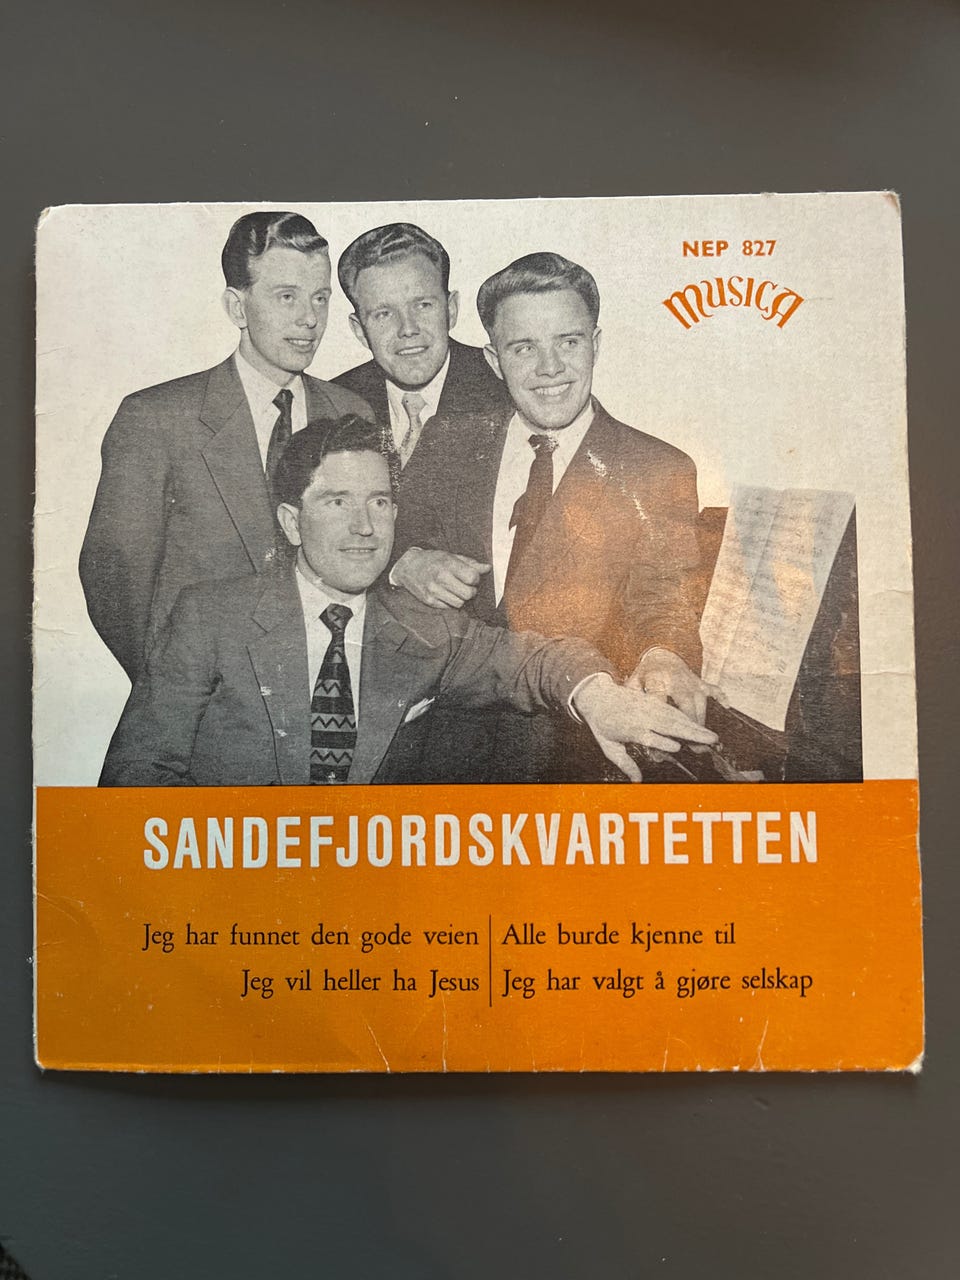 NEP 827
MUSICA
SANDEFJORDSKVARTETTEN
Jeg har funnet den gode veien
Jeg vil heller ha Jesus
Alle burde kjenne til
Jeg har valgt å gjøre selskap